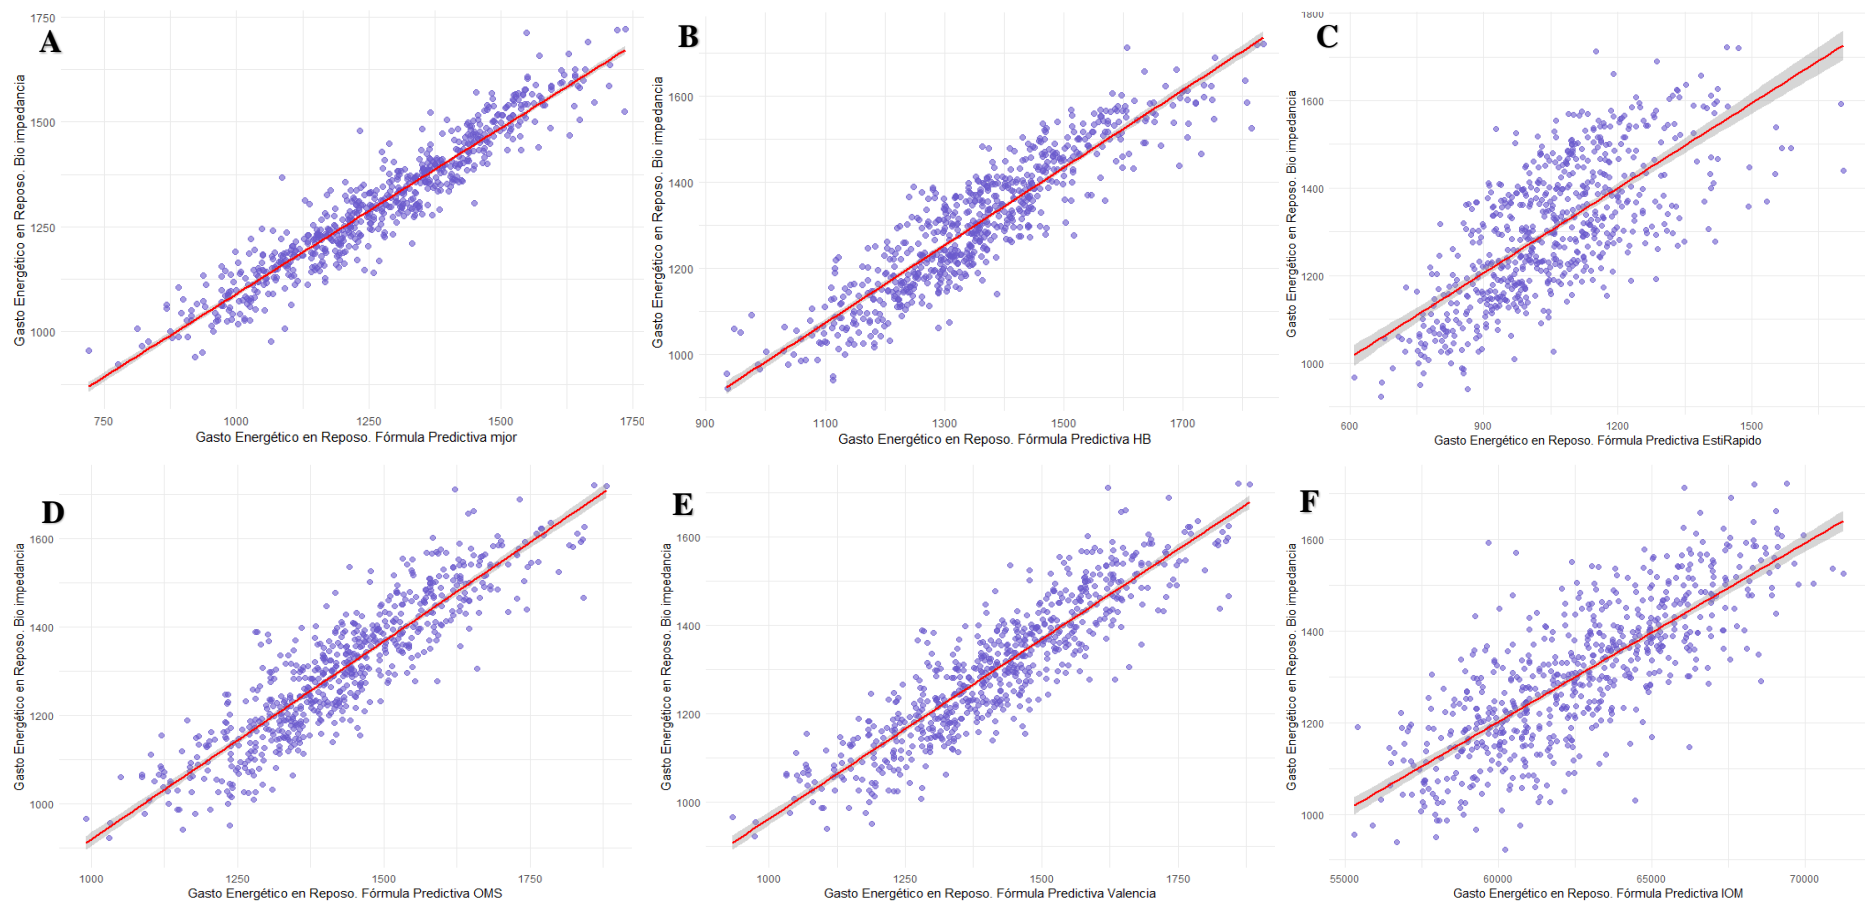 A
1750
1500
1250
1000
750
1000
1250
1500
1750
Gasto Energético en Reposo. Bio impedancia
Gasto Energético en Reposo. Fórmula Predictiva mjor
B
1600
1400
1200
1000
900
1100
1300
1500
1700
Gasto Energético en Reposo. Bio impedancia
Gasto Energético en Reposo. Fórmula Predictiva HB
C
1800
1600
1400
1200
1000
600
900
1200
1500
Gasto Energético en Reposo. Bio impedancia
Gasto Energético en Reposo. Fórmula Predictiva EstiRapido
D
1600
1400
1200
1000
1000
1250
1500
1750
Gasto Energético en Reposo. Bio impedancia
Gasto Energético en Reposo. Fórmula Predictiva OMS
E
1600
1400
1200
1000
1000
1250
1500
1750
Gasto Energético en Reposo. Bio impedancia
Gasto Energético en Reposo. Fórmula Predictiva Valencia
F
1600
1400
1200
1000
55000
60000
65000
70000
Gasto Energético en Reposo. Bio impedancia
Gasto Energético en Reposo. Fórmula Predictiva IOM